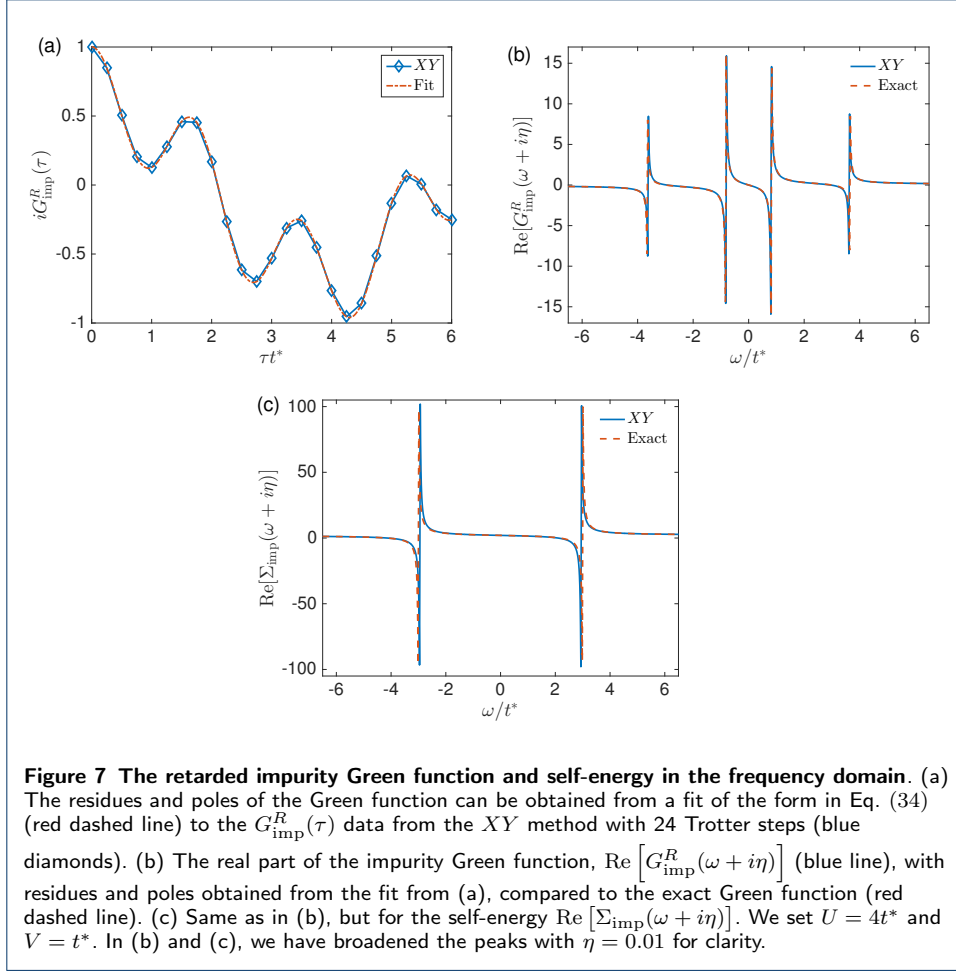 (a)
1
0.5
0
-0.5
-1
0 1 2 3 4 5 6
iG^R_imp(τ)
τt*
XY
Fit
(b)
15
10
5
0
-5
-10
-15
-6 -4 -2 0 2 4 6
Re[G^R_imp(ω + iη)]
ω/t*
XY
Exact
(c)
100
50
0
-50
-100
-6 -4 -2 0 2 4 6
Re[Σ_imp(ω + iη)]
ω/t*
XY
Exact
Figure 7 The retarded impurity Green function and self-energy in the frequency domain. (a)
The residues and poles of the Green function can be obtained from a fit of the form in Eq. (34)
(red dashed line) to the G^R_imp(τ) data from the XY method with 24 Trotter steps (blue
diamonds). (b) The real part of the impurity Green function, Re [G^R_imp(ω + iη)] (blue line), with
residues and poles obtained from the fit from (a), compared to the exact Green function (red
dashed line). (c) Same as in (b), but for the self-energy Re [Σ_imp(ω + iη)]. We set U = 4t* and
V = t*. In (b) and (c), we have broadened the peaks with η = 0.01 for clarity.